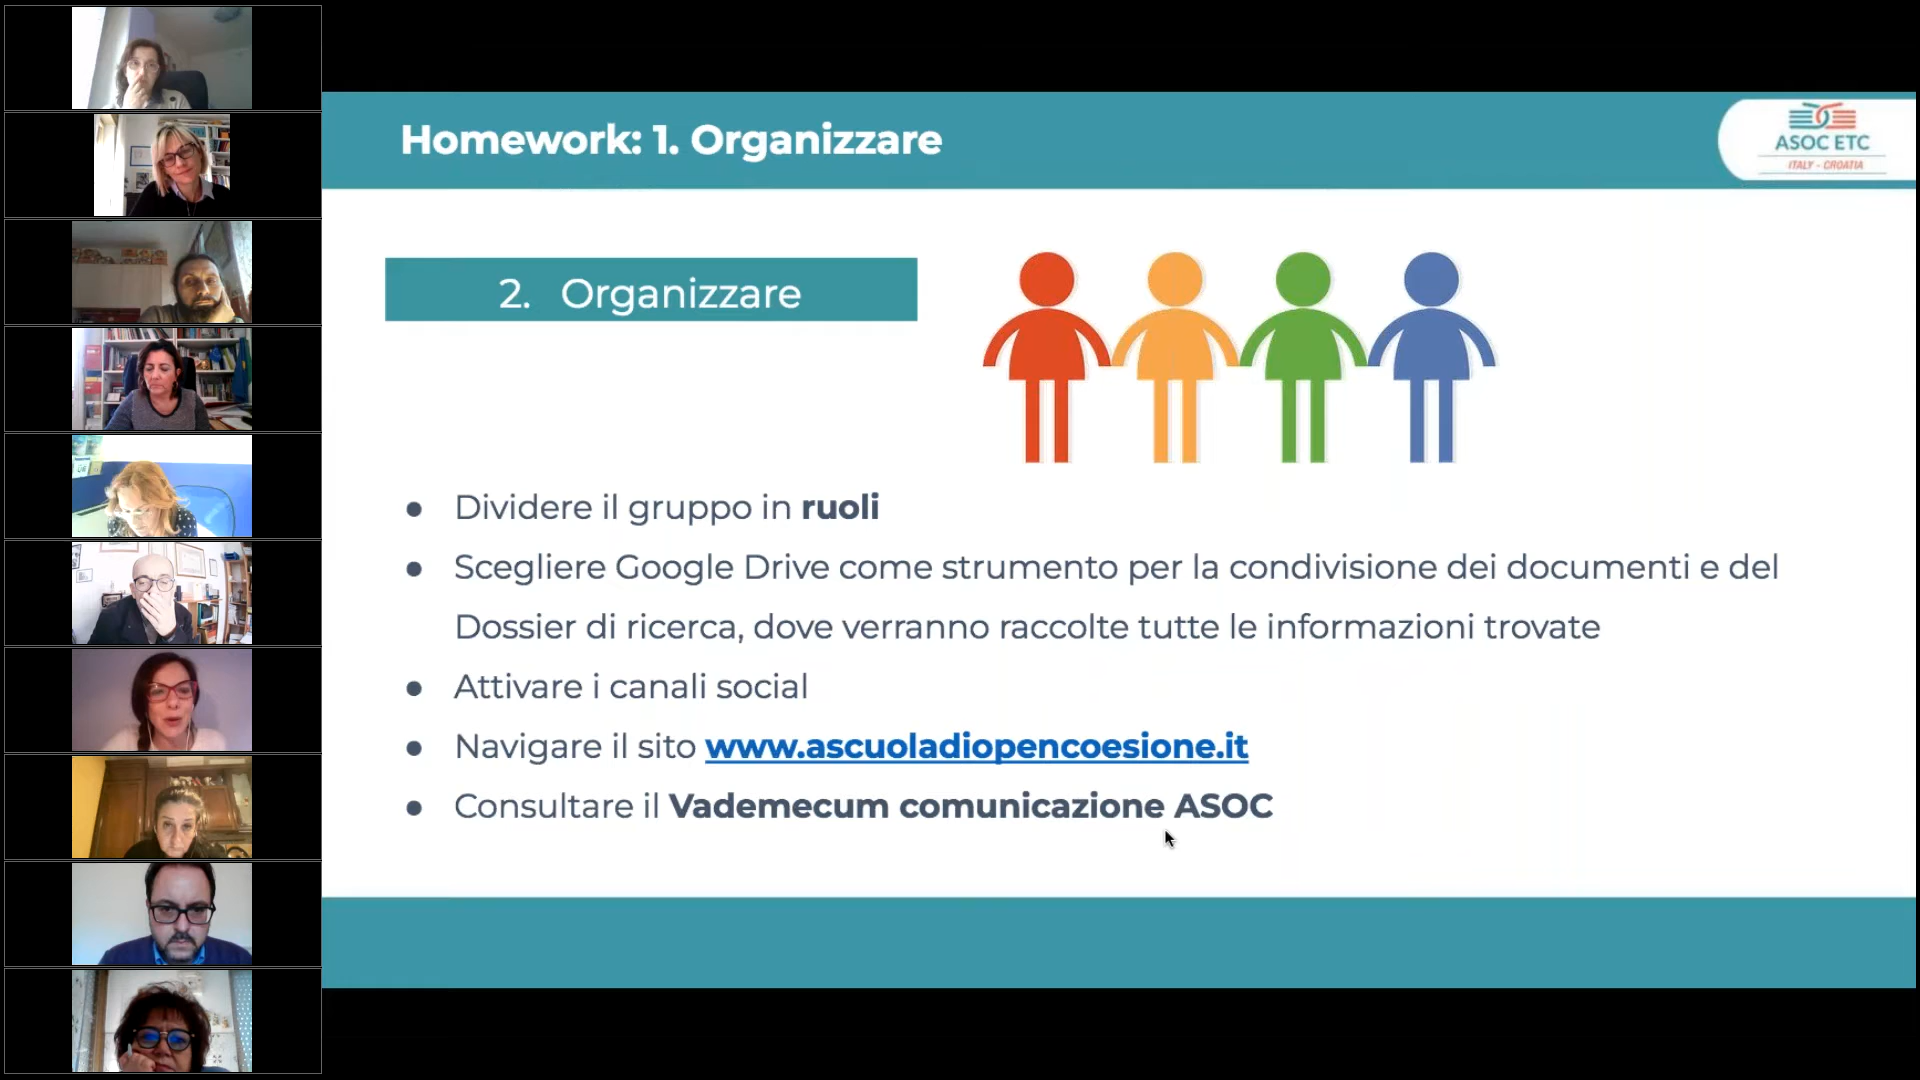 Homework: 1. Organizzare
ASOC ETC
ITALY - CROATIA
2. Organizzare
● Dividere il gruppo in ruoli
● Scegliere Google Drive come strumento per la condivisione dei documenti e del
Dossier di ricerca, dove verranno raccolte tutte le informazioni trovate
● Attivare i canali social
● Navigare il sito www.ascuoladiopencoesione.it
● Consultare il Vademecum comunicazione ASOC